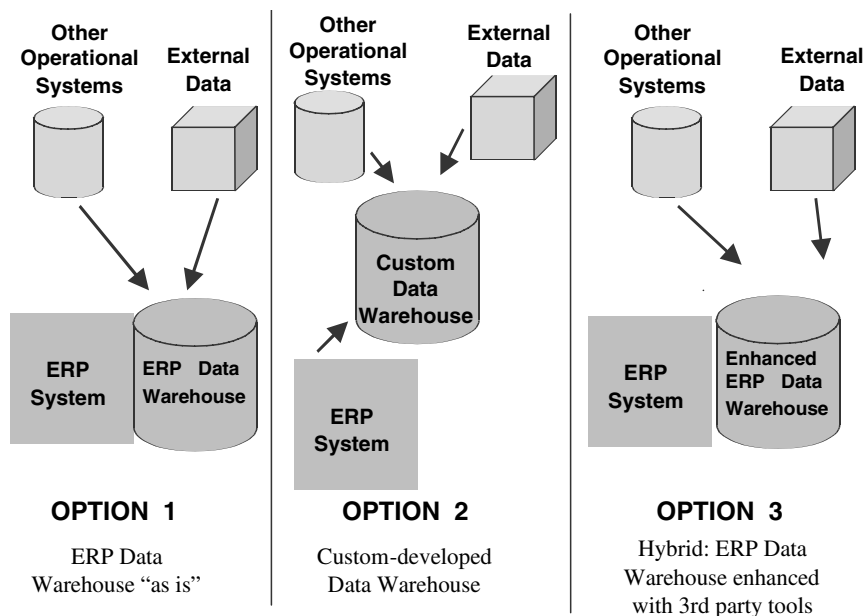 Other
Operational
Systems
External
Data
ERP
System
ERP Data
Warehouse
OPTION 1
ERP Data
Warehouse “as is”
Other
Operational
Systems
External
Data
Custom
Data
Warehouse
ERP
System
OPTION 2
Custom-developed
Data Warehouse
Other
Operational
Systems
External
Data
ERP
System
Enhanced
ERP Data
Warehouse
OPTION 3
Hybrid: ERP Data
Warehouse enhanced
with 3rd party tools